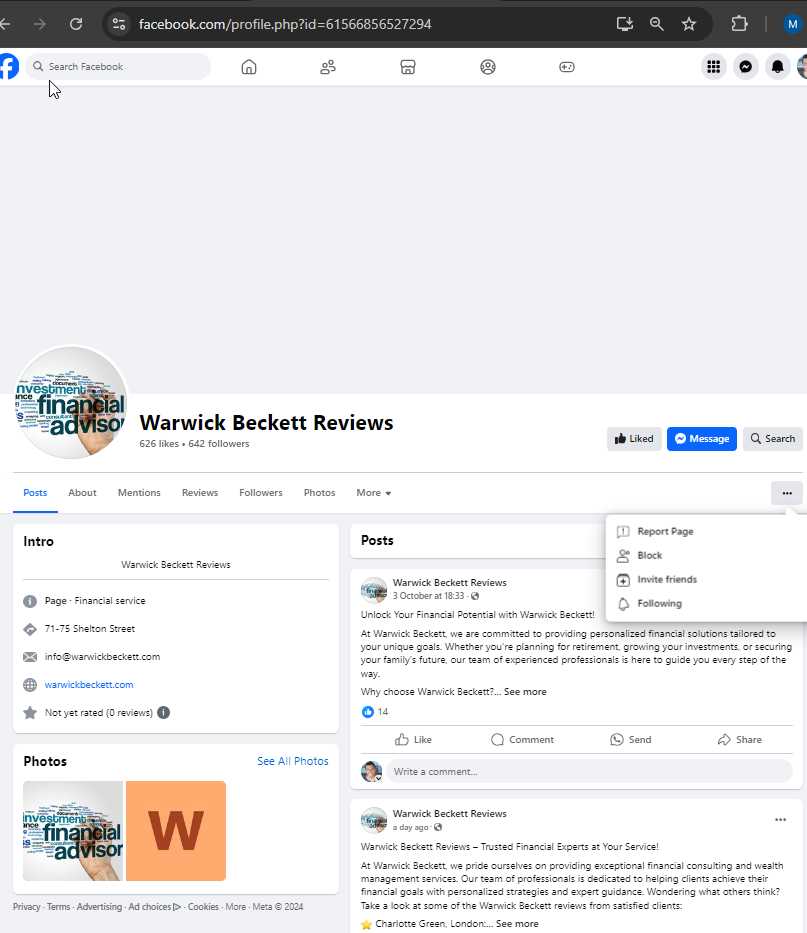 facebook.com/profile.php?id=61566856527294
M
Search Facebook
investment
financial
advisor
Warwick Beckett Reviews
626 likes • 642 followers
Liked
Message
Search
Posts
About
Mentions
Reviews
Followers
Photos
More
Report Page
Block
Invite friends
Following
Intro
Warwick Beckett Reviews
Page · Financial service
71-75 Shelton Street
info@warwickbeckett.com
warwickbeckett.com
Not yet rated (0 reviews)
Photos
See All Photos
nvestment
financial
advisor
W
Privacy · Terms · Advertising · Ad choices · Cookies · More · Meta © 2024
Posts
Warwick Beckett Reviews
3 October at 18:33 ·
Unlock Your Financial Potential with Warwick Beckett!
At Warwick Beckett, we are committed to providing personalized financial solutions tailored to
your unique goals. Whether you're planning for retirement, growing your investments, or securing
your family's future, our team of experienced professionals is here to guide you every step of the
way.
Why choose Warwick Beckett?... See more
14
Like
Comment
Send
Share
Write a comment...
Warwick Beckett Reviews
a day ago ·
Warwick Beckett Reviews – Trusted Financial Experts at Your Service!
At Warwick Beckett, we pride ourselves on providing exceptional financial consulting and wealth
management services. Our team of professionals is dedicated to helping clients achieve their
financial goals with personalized strategies and expert guidance. Wondering what others think?
Take a look at some of the Warwick Beckett reviews from satisfied clients:
⭐ Charlotte Green, London:... See more